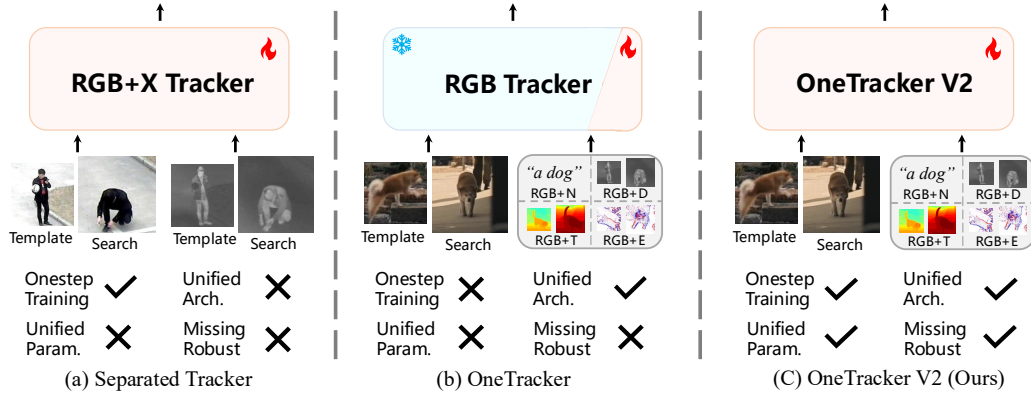 RGB+X Tracker
Template
Search
Template
Search
Onestep
Training
Unified
Arch.
Unified
Param.
Missing
Robust
(a) Separated Tracker
RGB Tracker
Template
Search
"a dog"
RGB+N
RGB+D
RGB+T
RGB+E
Onestep
Training
Unified
Arch.
Unified
Param.
Missing
Robust
(b) OneTracker
OneTracker V2
Template
Search
"a dog"
RGB+N
RGB+D
RGB+T
RGB+E
Onestep
Training
Unified
Arch.
Unified
Param.
Missing
Robust
(C) OneTracker V2 (Ours)